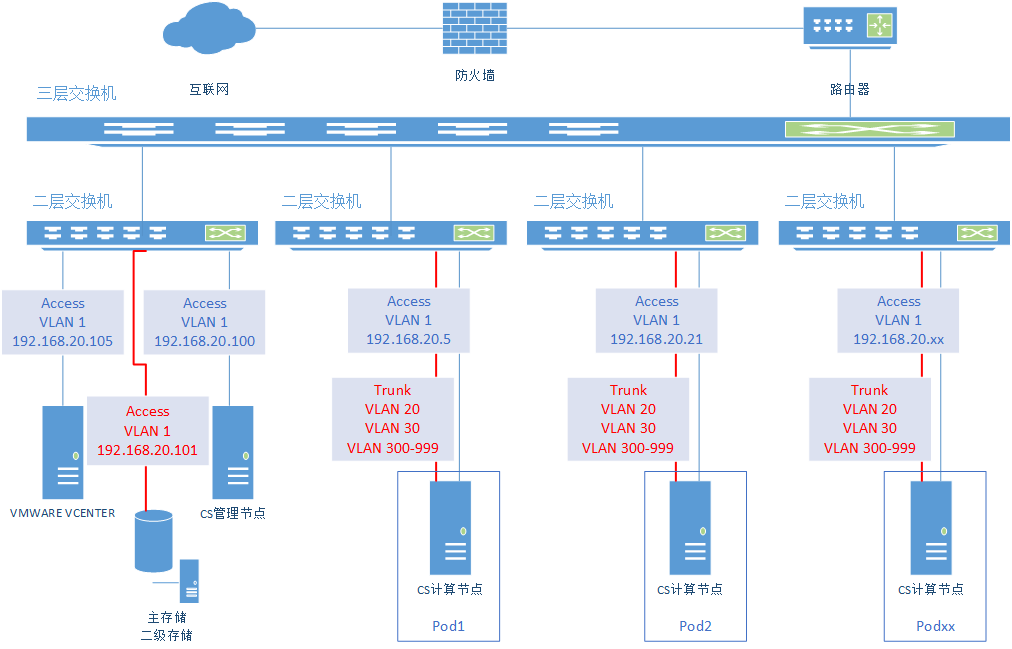 互联网
防火墙
路由器
三层交换机
二层交换机
二层交换机
二层交换机
二层交换机
Access
VLAN 1
192.168.20.105
Access
VLAN 1
192.168.20.100
Access
VLAN 1
192.168.20.5
Access
VLAN 1
192.168.20.21
Access
VLAN 1
192.168.20.xx
Access
VLAN 1
192.168.20.101
Trunk
VLAN 20
VLAN 30
VLAN 300-999
Trunk
VLAN 20
VLAN 30
VLAN 300-999
Trunk
VLAN 20
VLAN 30
VLAN 300-999
VMWARE VCENTER
CS管理节点
主存储
二级存储
CS计算节点
Pod1
CS计算节点
Pod2
CS计算节点
Podxx